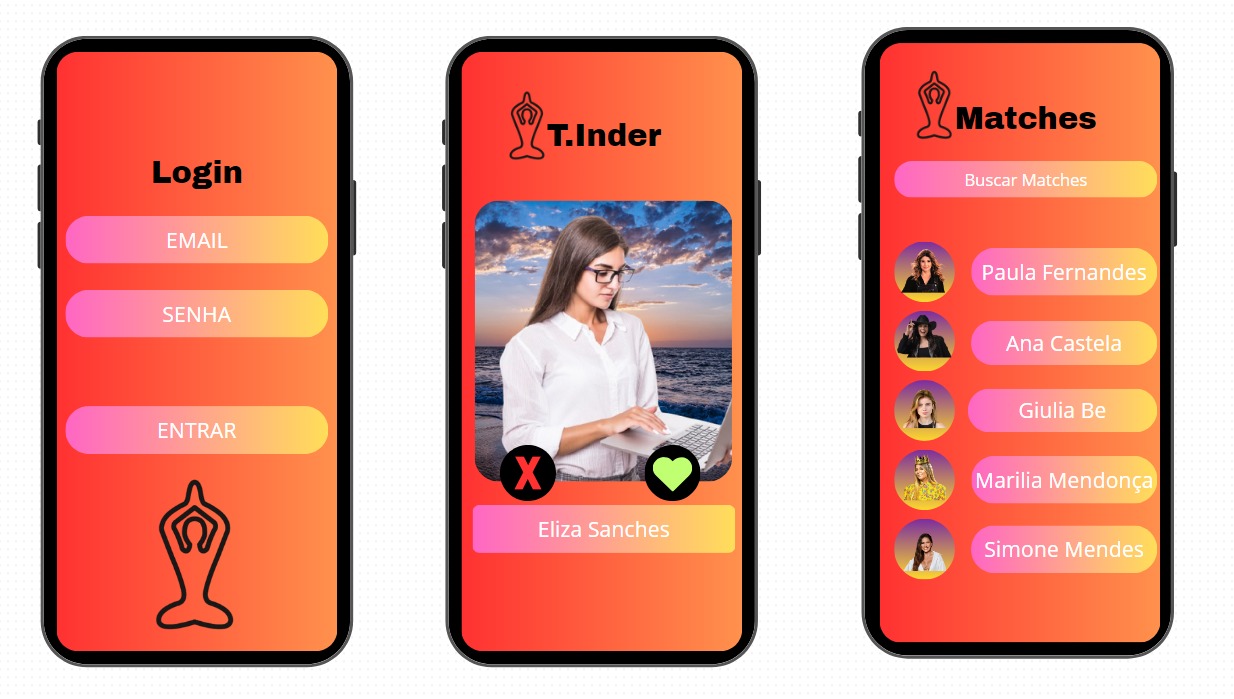 Login
EMAIL
SENHA
ENTRAR
T.Inder
X
Eliza Sanches
Matches
Buscar Matches
Paula Fernandes
Ana Castela
Giulia Be
Marilia Mendonça
Simone Mendes